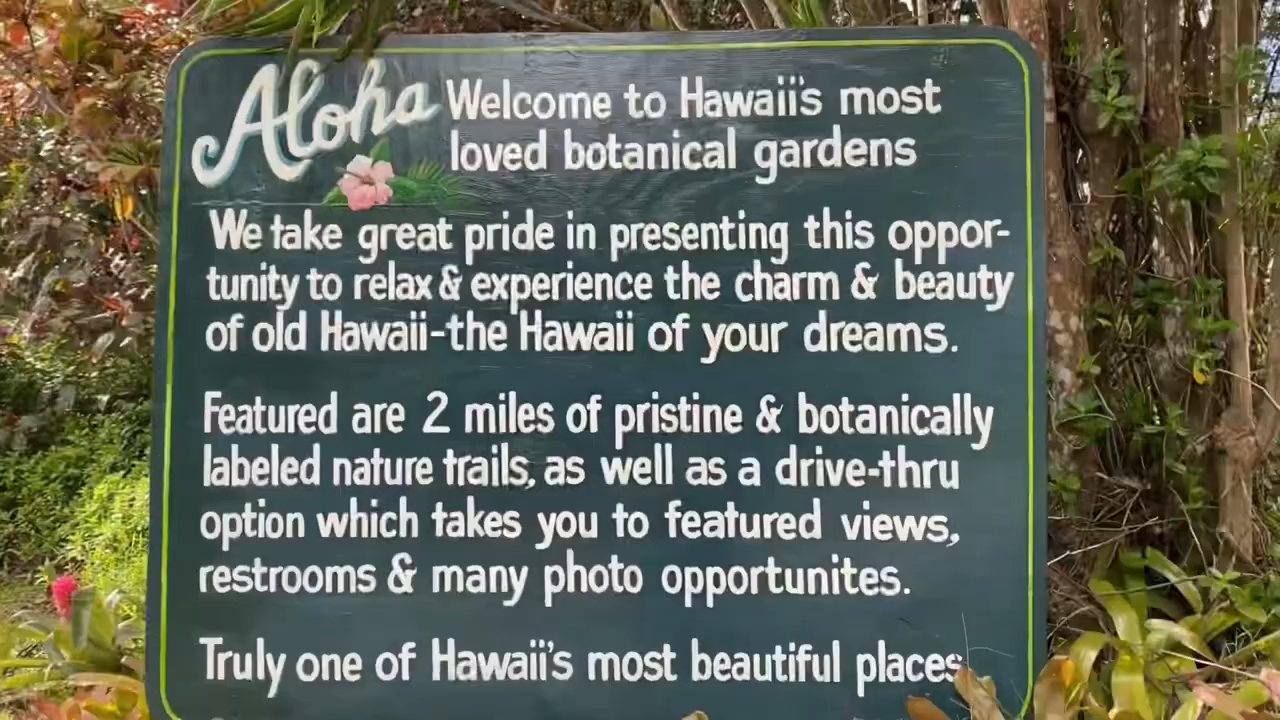 Aloha Welcome to Hawaii's most
loved botanical gardens
We take great pride in presenting this oppor-
tunity to relax & experience the charm & beauty
of old Hawaii-the Hawaii of your dreams.
Featured are 2 miles of pristine & botanically
labeled nature trails, as well as a drive-thru
option which takes you to featured views,
restrooms & many photo opportunites.
Truly one of Hawaii's most beautiful places